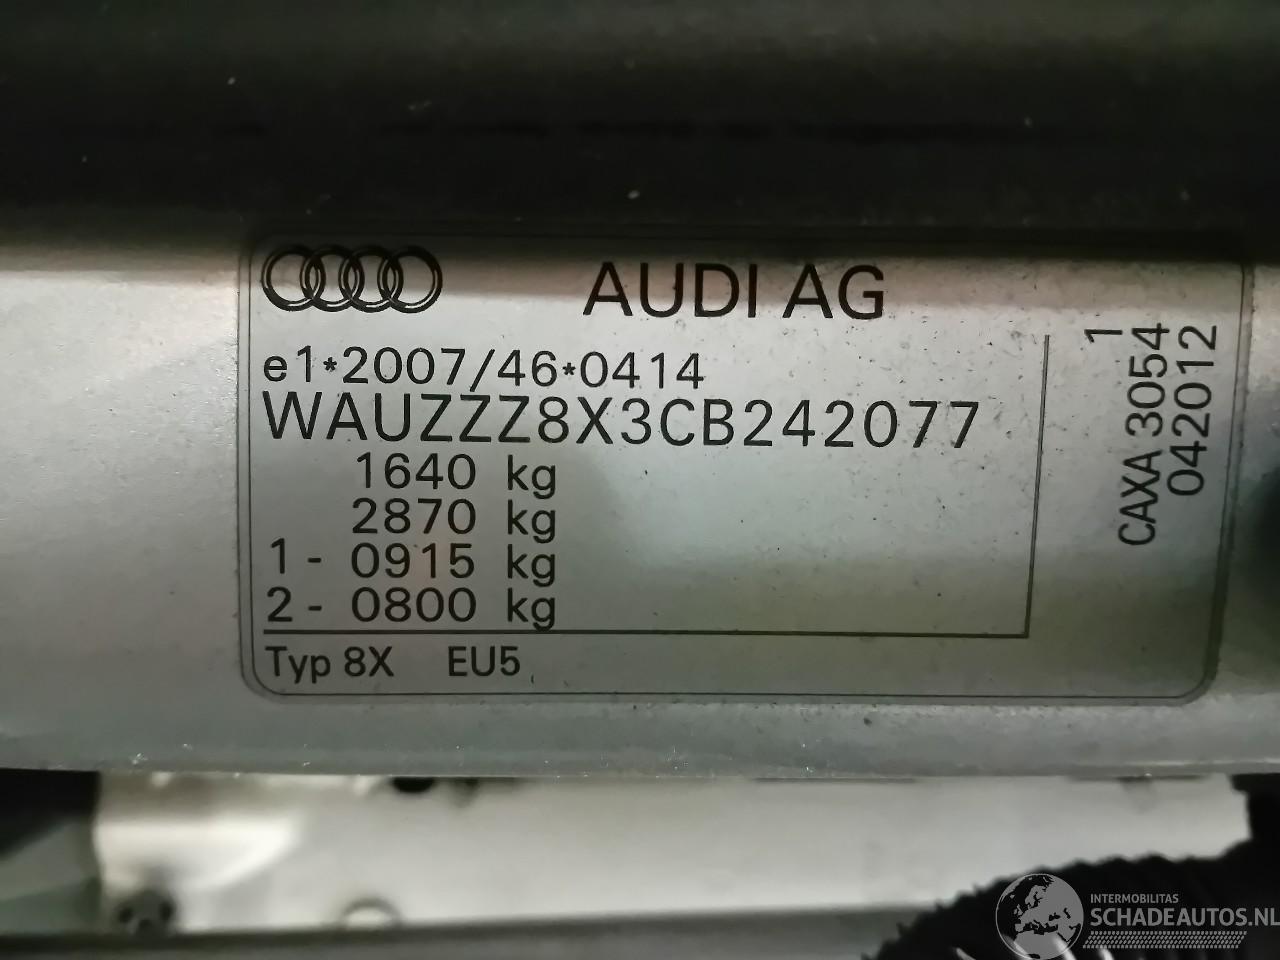 AUDI AG
e1*2007/46*0414
WAUZZZ8X3CB242077
1640 kg
2870 kg
1 - 0915 kg
2 - 0800 kg
Typ 8X EU5
1
CAXA 3054
042012
INTERMOBILITAS
SCHADEAUTOS.NL